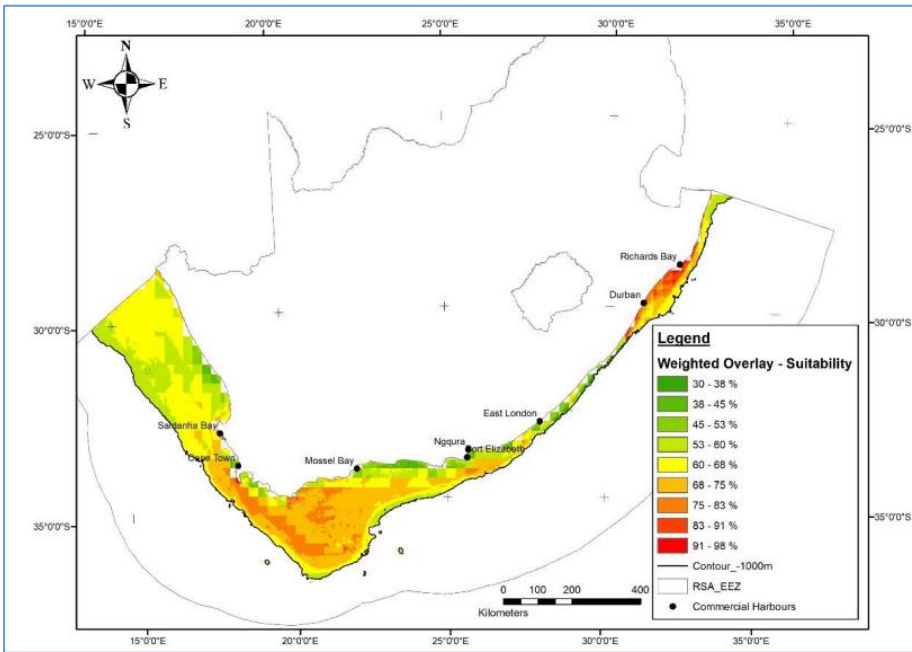 15°0'0"E 20°0'0"E 25°0'0"E 30°0'0"E 35°0'0"E
N
W E
S
25°0'0"S 25°0'0"S
Richards Bay
Durban
30°0'0"S 30°0'0"S
Legend
Weighted Overlay - Suitability
30 - 38 %
38 - 45 %
45 - 53 %
53 - 60 %
60 - 68 %
68 - 75 %
75 - 83 %
83 - 91 %
91 - 98 %
Contour_-1000m
RSA_EEZ
Commercial Harbours
East London
Saldanha Bay
Ngqura
Port Elizabeth
Cape Town
Mossel Bay
35°0'0"S 35°0'0"S
0 50 100 200 300 400
Kilometers
15°0'0"E 20°0'0"E 25°0'0"E 30°0'0"E 35°0'0"E